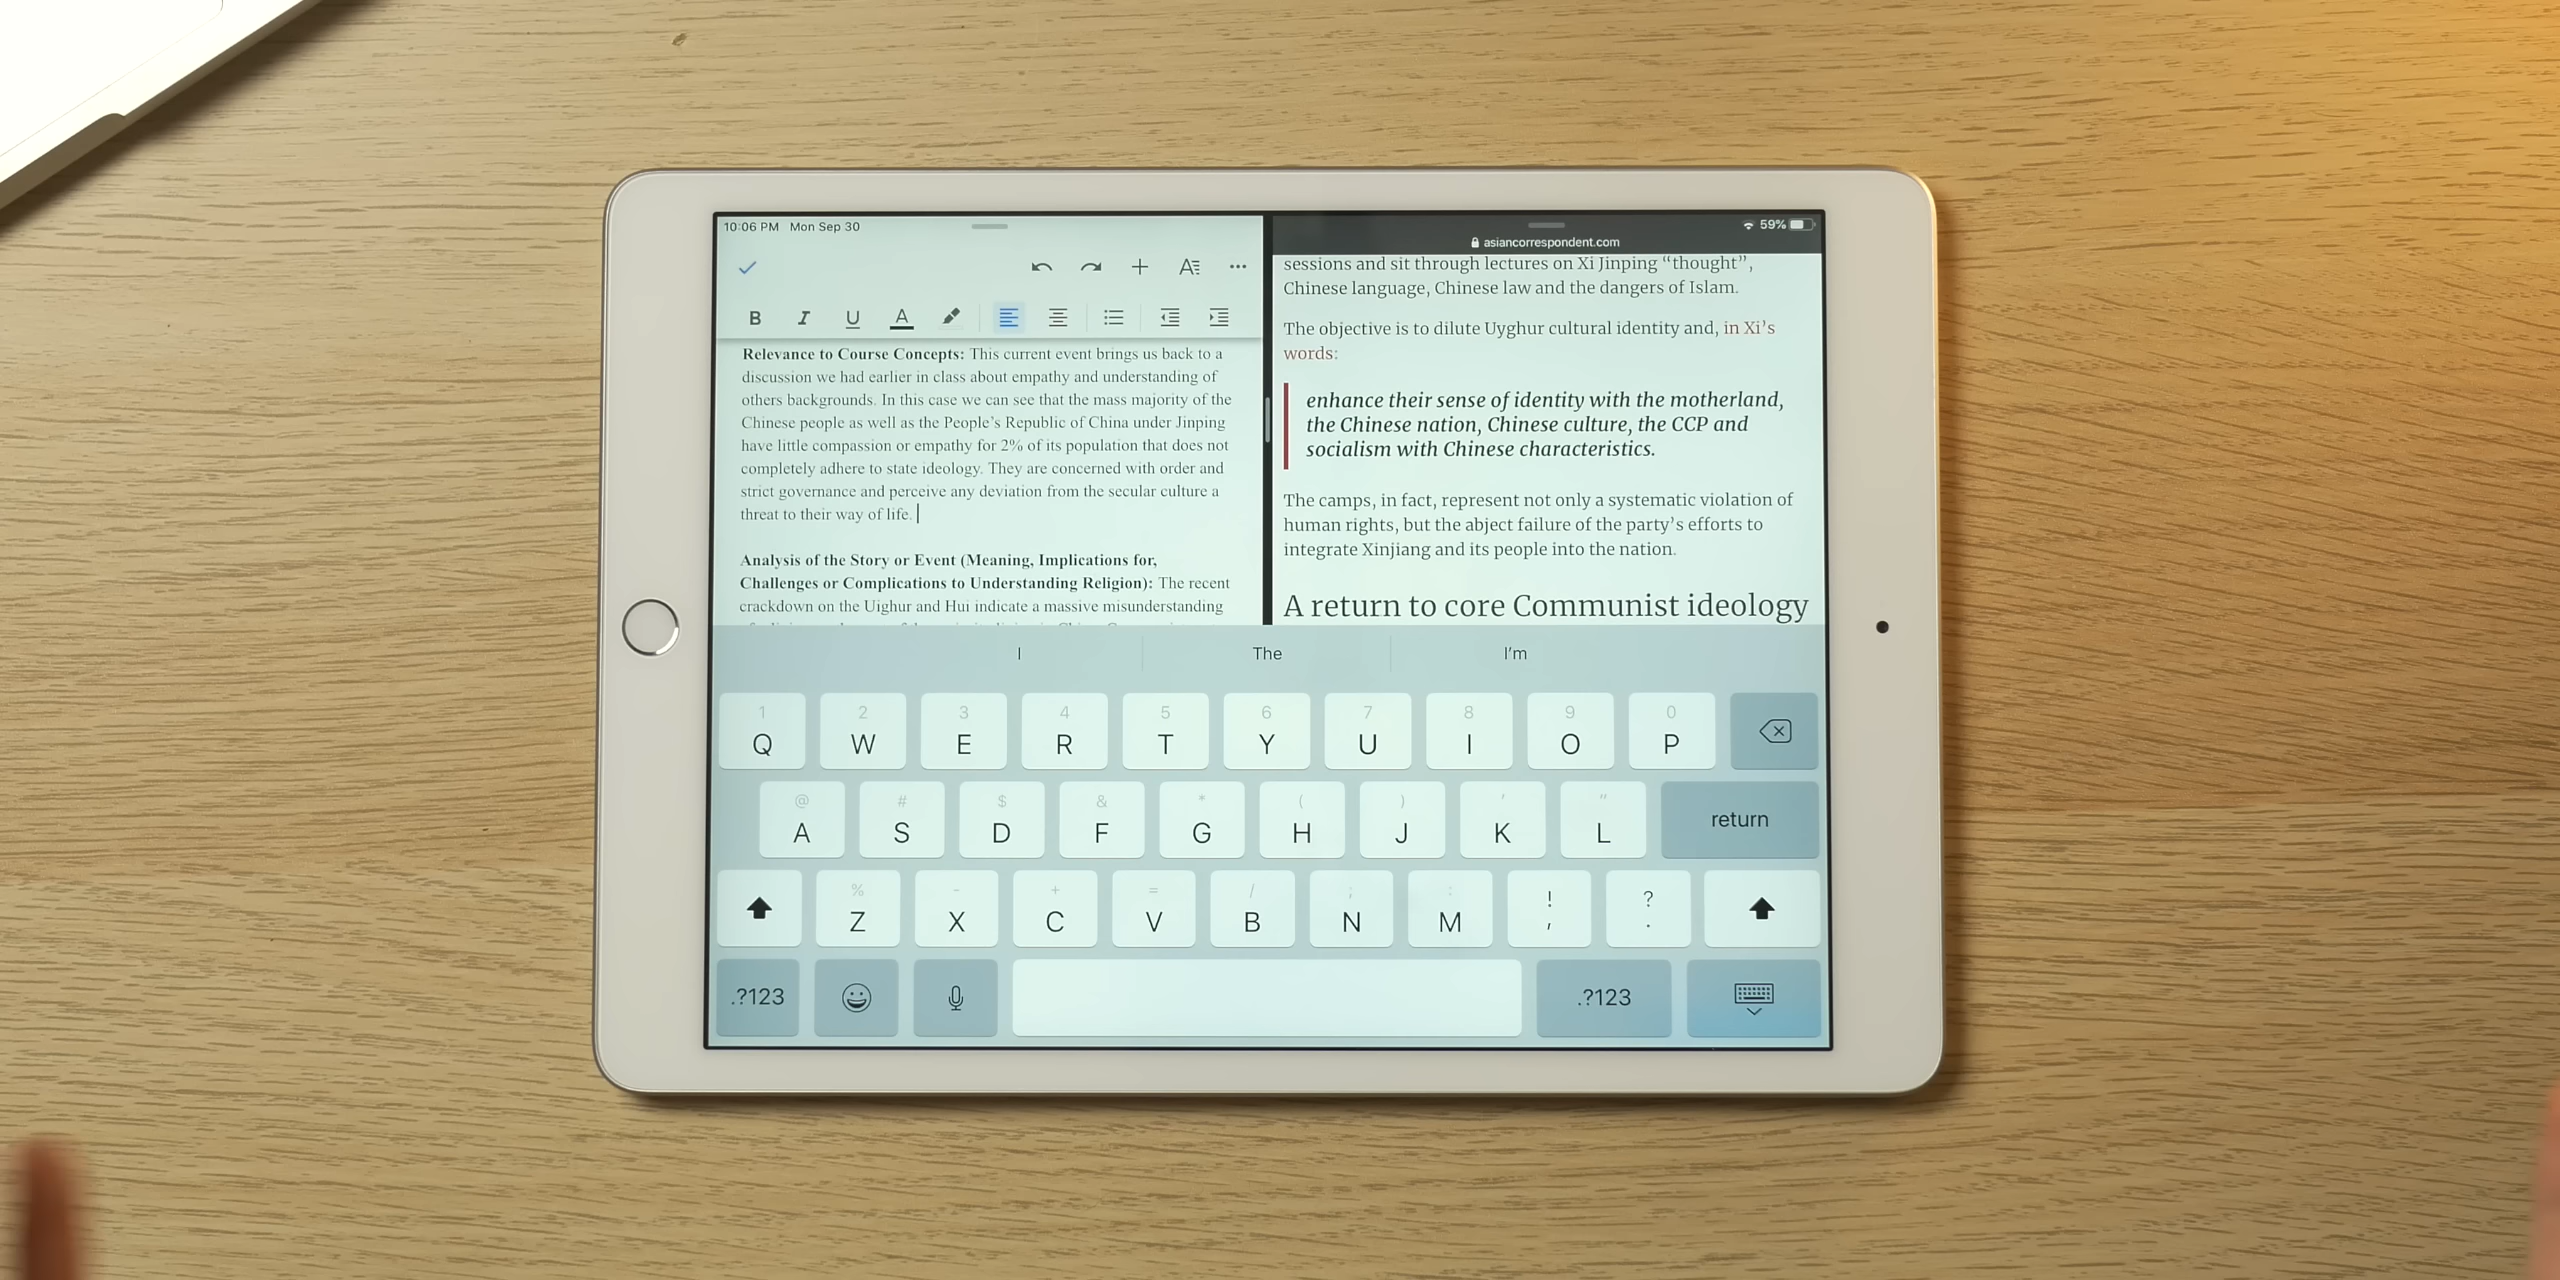 10:06 PM Mon Sep 30
B I U A
Relevance to Course Concepts: This current event brings us back to a
discussion we had earlier in class about empathy and understanding of
others backgrounds. In this case we can see that the mass majority of the
Chinese people as well as the People’s Republic of China under Jinping
have little compassion or empathy for 2% of its population that does not
completely adhere to state ideology. They are concerned with order and
strict governance and perceive any deviation from the secular culture a
threat to their way of life.
Analysis of the Story or Event (Meaning, Implications for,
Challenges or Complications to Understanding Religion): The recent
crackdown on the Uighur and Hui indicate a massive misunderstanding
59%
asiancorrespondent.com
sessions and sit through lectures on Xi Jinping “thought”,
Chinese language, Chinese law and the dangers of Islam.
The objective is to dilute Uyghur cultural identity and, in Xi’s
words:
enhance their sense of identity with the motherland,
the Chinese nation, Chinese culture, the CCP and
socialism with Chinese characteristics.
The camps, in fact, represent not only a systematic violation of
human rights, but the abject failure of the party’s efforts to
integrate Xinjiang and its people into the nation.
A return to core Communist ideology
I The I’m
1 2 3 4 5 6 7 8 9 0
Q W E R T Y U I O P
@ # $ & * ( ) ' "
A S D F G H J K L return
% - + = / ; : ! ?
Z X C V B N M , .
.?123 .?123